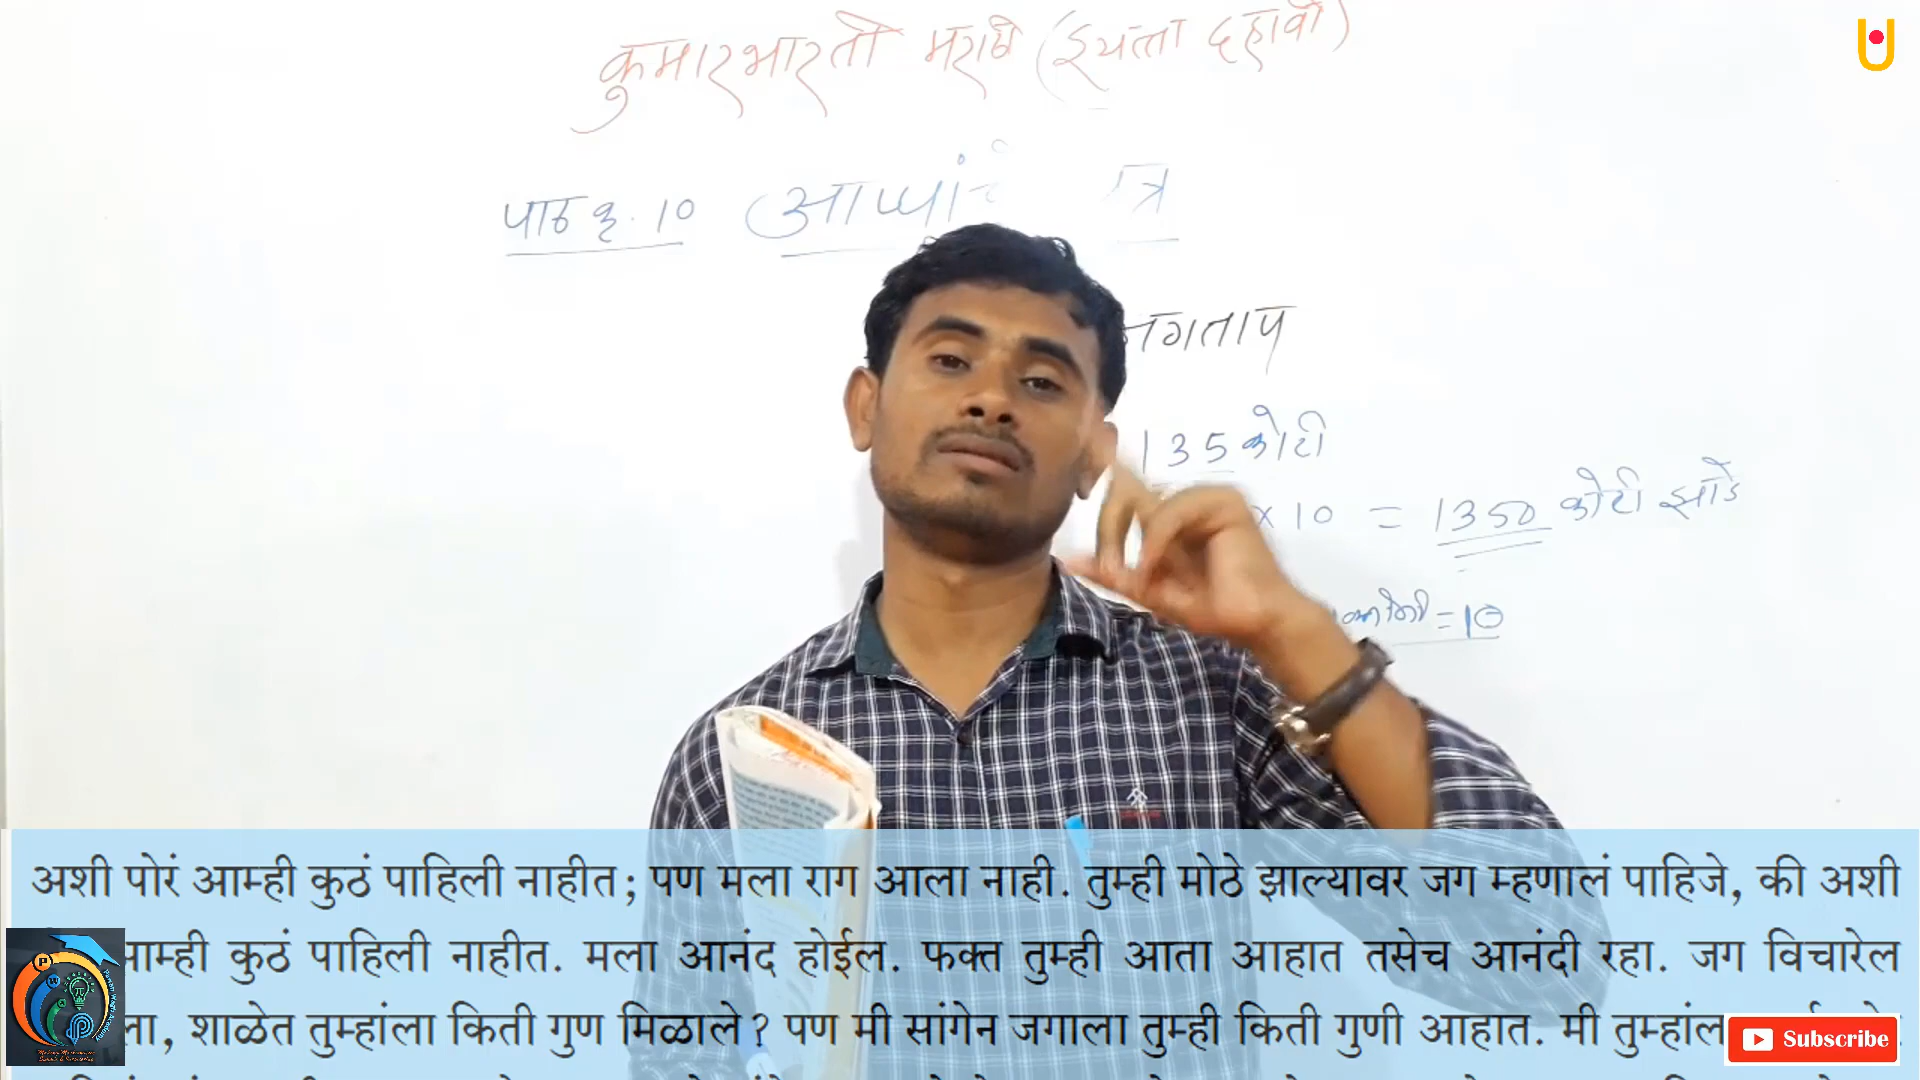 कुमारभारती मराठी (इयत्ता दहावी)
पाठ क्र. 10
जगताप
135 कोटी
× 10 = 1350 कोटी झाडे
= 10
अशी पोरं आम्ही कुठं पाहिली नाहीत; पण मला राग आला नाही. तुम्ही मोठे झाल्यावर जग म्हणालं पाहिजे, की अशी
आम्ही कुठं पाहिली नाहीत. मला आनंद होईल. फक्त तुम्ही आता आहात तसेच आनंदी रहा. जग विचारेल
शाळेत तुम्हांला किती गुण मिळाले? पण मी सांगेन जगाला तुम्ही किती गुणी आहात. मी
Subscribe